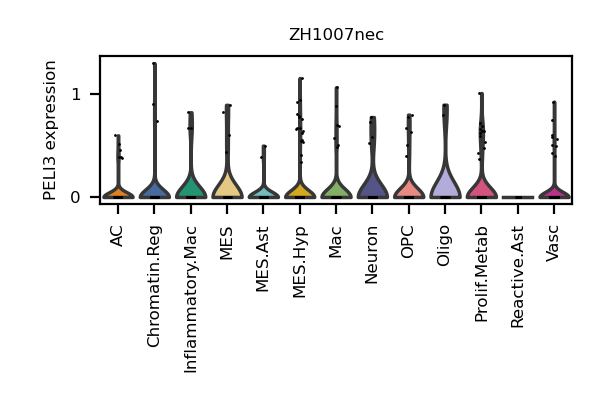 ZH1007nec
PELI3 expression
1
0
AC
Chromatin.Reg
Inflammatory.Mac
MES
MES.Ast
MES.Hyp
Mac
Neuron
OPC
Oligo
Prolif.Metab
Reactive.Ast
Vasc